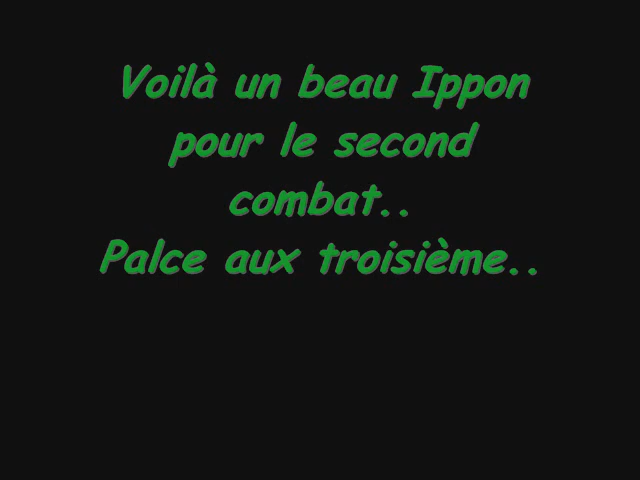 Voilà un beau Ippon
pour le second
combat..
Palce aux troisième..